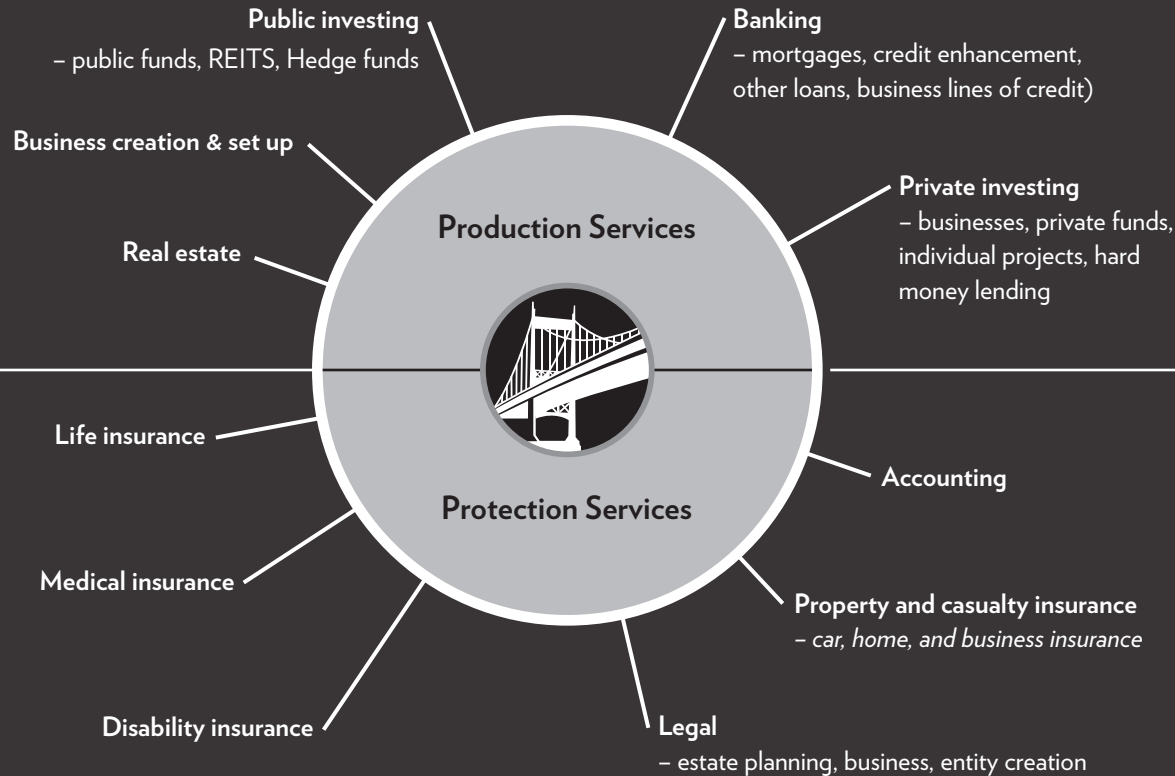 Public investing
– public funds, REITS, Hedge funds
Banking
– mortgages, credit enhancement,
other loans, business lines of credit)
Business creation & set up
Private investing
– businesses, private funds,
individual projects, hard
money lending
Real estate
Production Services
Protection Services
Life insurance
Accounting
Medical insurance
Property and casualty insurance
– car, home, and business insurance
Disability insurance
Legal
– estate planning, business, entity creation